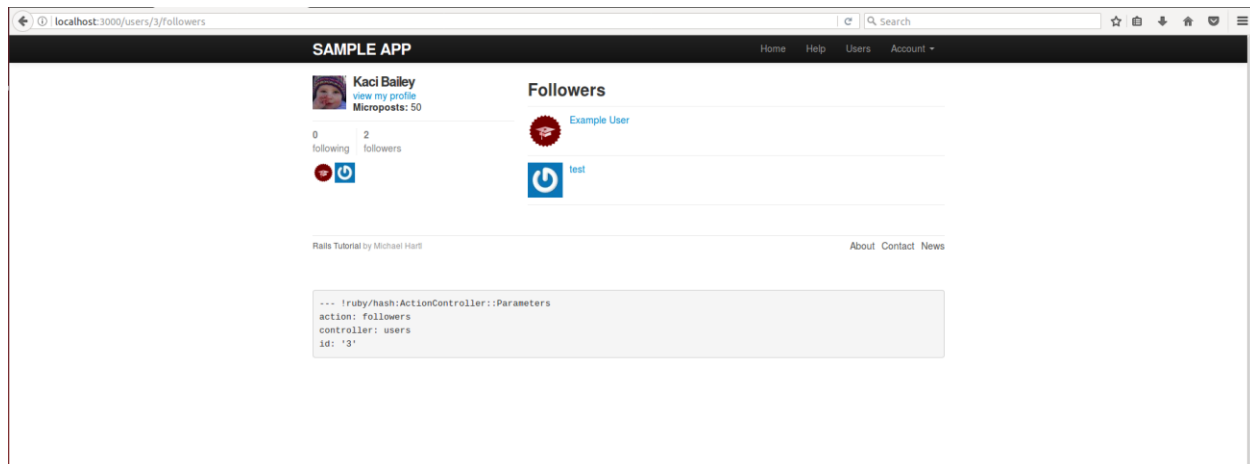 localhost:3000/users/3/followers
Search
SAMPLE APP
Home Help Users Account
Kaci Bailey
view my profile
Microposts: 50
0 2
following followers
Followers
Example User
test
Rails Tutorial by Michael Hartl
About Contact News
--- !ruby/hash:ActionController::Parameters
action: followers
controller: users
id: '3'